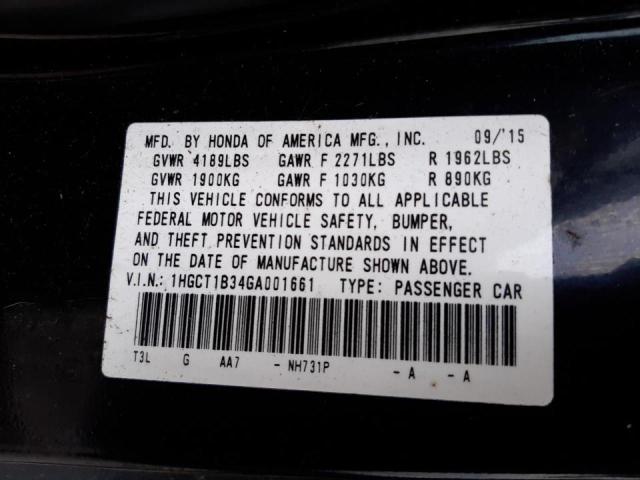 MFD. BY HONDA OF AMERICA MFG., INC. 09/'15
GVWR 4189LBS GAWR F 2271LBS R 1962LBS
GVWR 1900KG GAWR F 1030KG R 890KG
THIS VEHICLE CONFORMS TO ALL APPLICABLE
FEDERAL MOTOR VEHICLE SAFETY, BUMPER,
AND THEFT PREVENTION STANDARDS IN EFFECT
ON THE DATE OF MANUFACTURE SHOWN ABOVE.
V.I.N.: 1HGCT1B34GA001661 TYPE: PASSENGER CAR
T3L G AA7 - NH731P - A - A